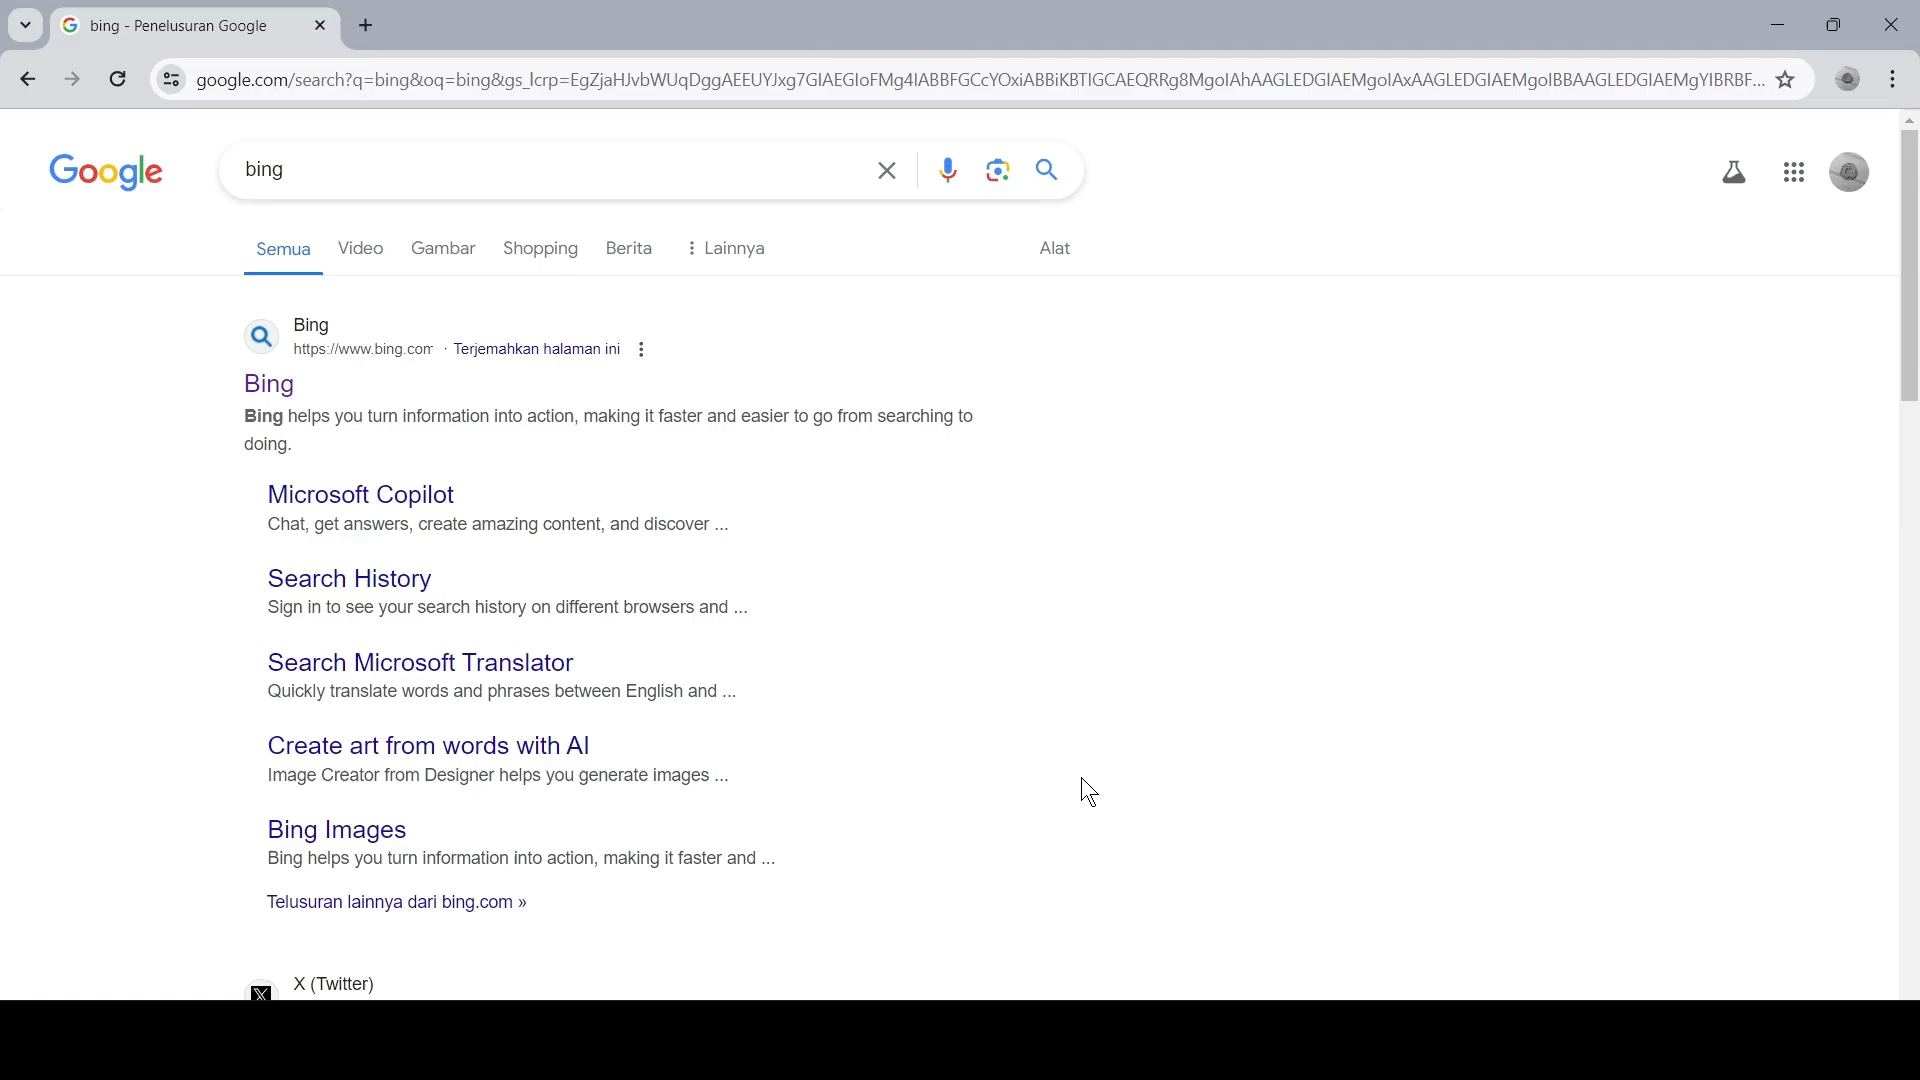 bing - Penelusuran Google
google.com/search?q=bing&oq=bing&gs_lcrp=EgZjaHJvbWUqDggAEEUYJxg7GIAEGIoFMg4IABBFGCcYOxiABBiKBTIGCAEQRRg8MgoIAhAAGLEDGIAEMgoIAxAAGLEDGIAEMgoIBBAAGLEDGIAEMgYIBRBF...
Google
bing
Semua Video Gambar Shopping Berita Lainnya Alat
Bing
https://www.bing.com · Terjemahkan halaman ini
Bing
Bing helps you turn information into action, making it faster and easier to go from searching to
doing.
Microsoft Copilot
Chat, get answers, create amazing content, and discover ...
Search History
Sign in to see your search history on different browsers and ...
Search Microsoft Translator
Quickly translate words and phrases between English and ...
Create art from words with AI
Image Creator from Designer helps you generate images ...
Bing Images
Bing helps you turn information into action, making it faster and ...
Telusuran lainnya dari bing.com »
X (Twitter)